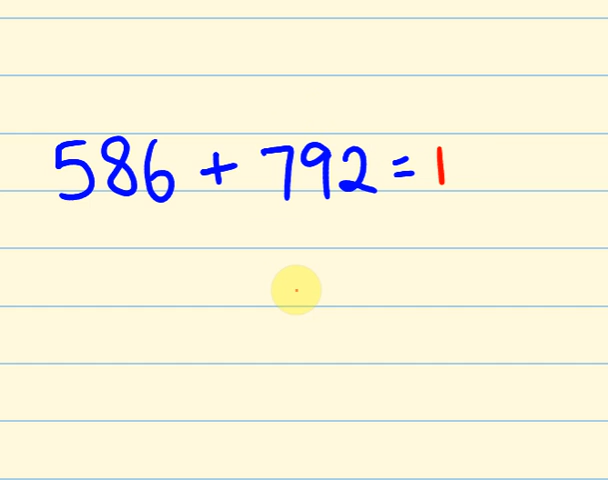 586 + 792 = 1